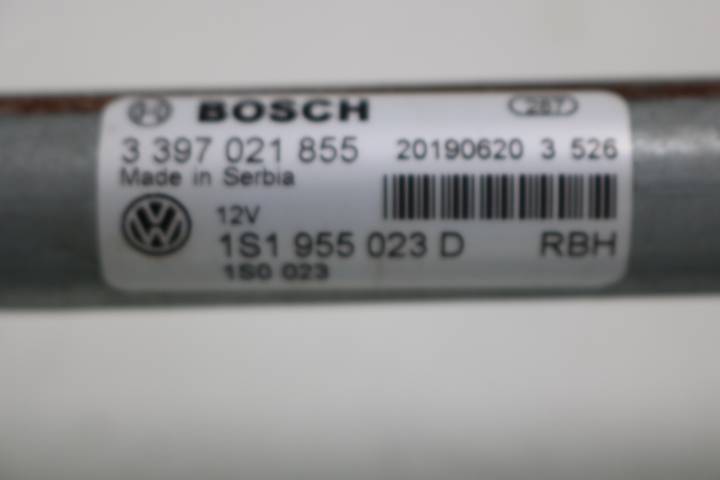 BOSCH 287
3 397 021 855 20190620 3 526
Made in Serbia
12V
1S1 955 023 D RBH
1S0 023